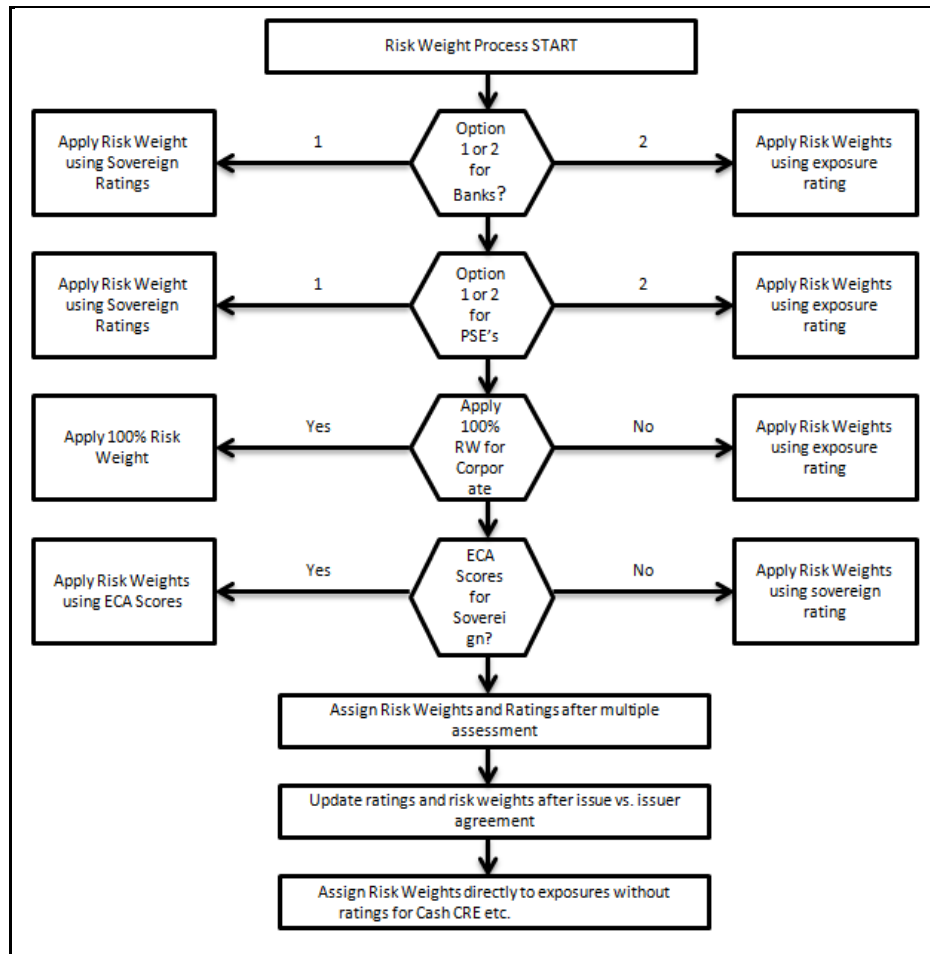 Risk Weight Process START
Apply Risk Weight
using Sovereign
Ratings
1
Option
1 or 2
for
Banks?
2
Apply Risk Weights
using exposure
rating
Apply Risk Weight
using Sovereign
Ratings
1
Option
1 or 2
for
PSE's
2
Apply Risk Weights
using exposure
rating
Apply 100% Risk
Weight
Yes
Apply
100%
RW for
Corpor
ate
No
Apply Risk Weights
using exposure
rating
Apply Risk Weights
using ECA Scores
Yes
ECA
Scores
for
Soverei
gn?
No
Apply Risk Weights
using sovereign
rating
Assign Risk Weights and Ratings after multiple
assessment
Update ratings and risk weights after issue vs. issuer
agreement
Assign Risk Weights directly to exposures without
ratings for Cash CRE etc.